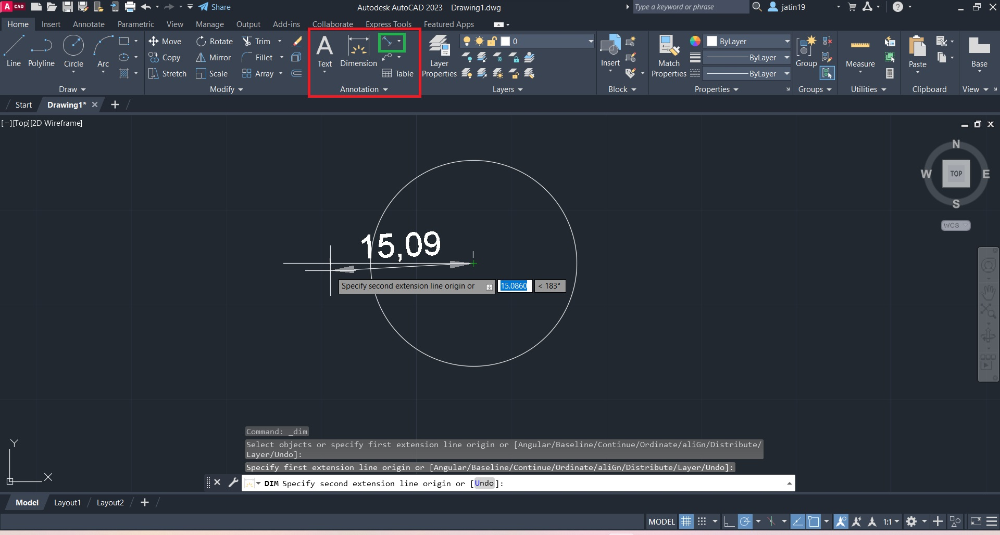 A CAD
Share
Autodesk AutoCAD 2023 Drawing1.dwg
Type a keyword or phrase
jatin19
Home Insert Annotate Parametric View Manage Output Add-ins Collaborate Express Tools Featured Apps
Line Polyline Circle Arc
Draw
Move Rotate Trim
Copy Mirror Fillet
Stretch Scale Array
Modify
Text Dimension
Table
Annotation
Layer Properties
0
Layers
Insert
Block
Match Properties
ByLayer
ByLayer
ByLayer
Properties
Group
Groups
Measure
Utilities
Paste
Clipboard
Base
View
Start Drawing1*
[−][Top][2D Wireframe]
N
W TOP E
S
WCS
15,09
Specify second extension line origin or 15.0860 < 183°
Y
X
Command: _dim
Select objects or specify first extension line origin or [Angular/Baseline/Continue/Ordinate/aliGn/Distribute/
Layer/Undo]:
Specify first extension line origin or [Angular/Baseline/Continue/Ordinate/aliGn/Distribute/Layer/Undo]:
DIM Specify second extension line origin or [Undo]:
Model Layout1 Layout2
MODEL 1:1